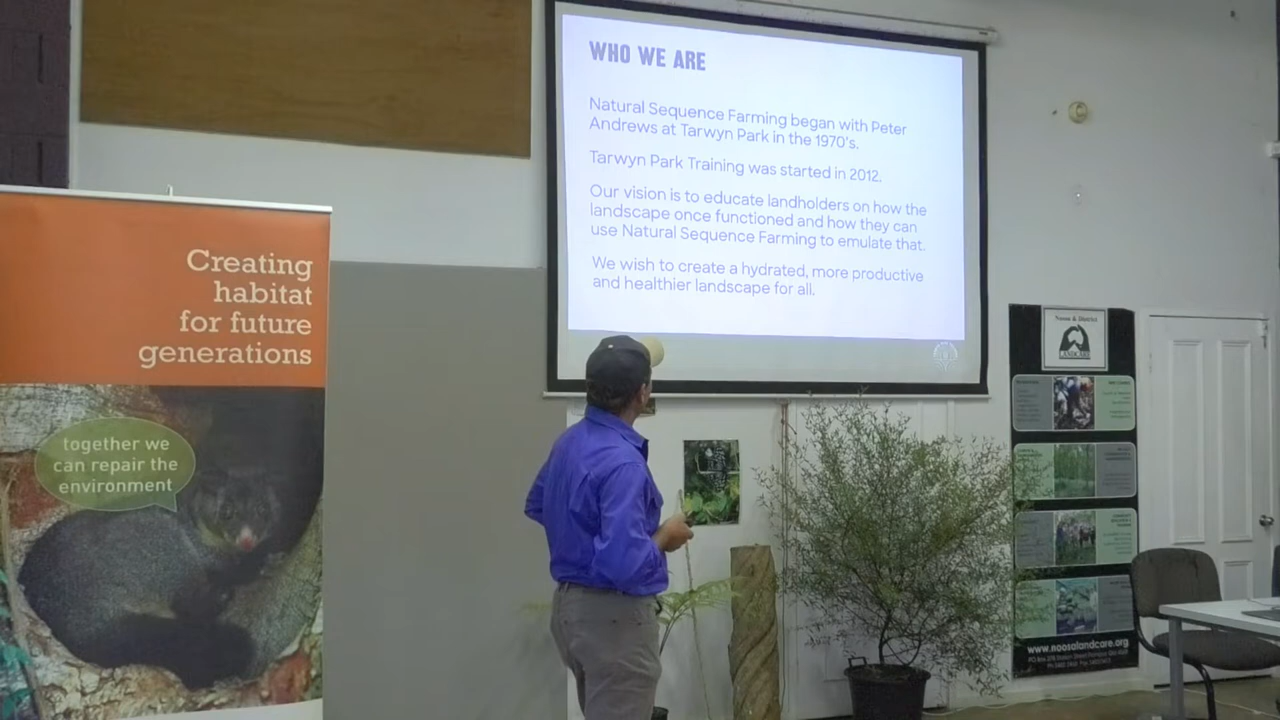 WHO WE ARE
Natural Sequence Farming began with Peter
Andrews at Tarwyn Park in the 1970's.
Tarwyn Park Training was started in 2012.
Our vision is to educate landholders on how the
landscape once functioned and how they can
use Natural Sequence Farming to emulate that.
We wish to create a hydrated, more productive
and healthier landscape for all.
Creating
habitat
for future
generations
together we
can repair the
environment
Noosa & District
LANDCARE
www.noosalandcare.org